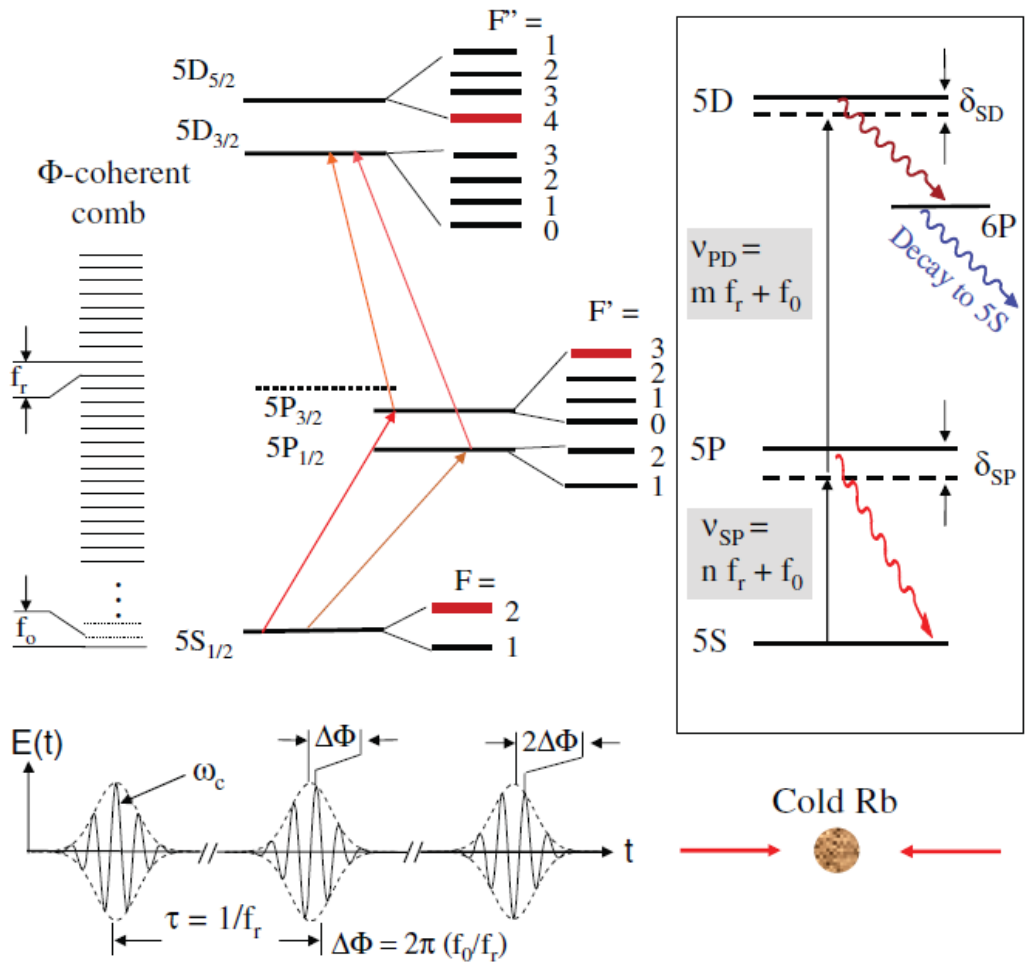 F'' =
5D5/2
1
2
3
4
5D3/2
3
2
1
0
Φ-coherent
comb
fr
F' =
3
2
1
0
5P3/2
5P1/2
2
1
F =
2
1
5S1/2
fo
5D
δSD
6P
Decay to 5S
νPD =
m fr + f0
5P
δSP
νSP =
n fr + f0
5S
E(t)
ωc
ΔΦ
2ΔΦ
t
τ = 1/fr
ΔΦ = 2π (f0/fr)
Cold Rb